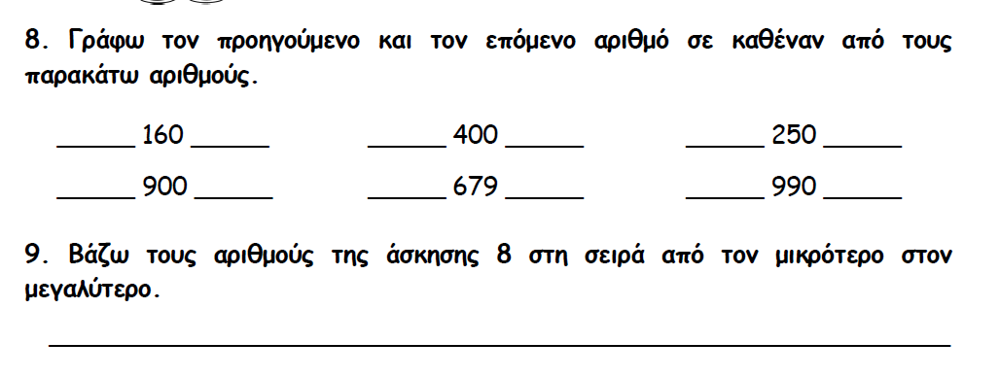 8. Γράφω τον προηγούμενο και τον επόμενο αριθμό σε καθέναν από τους
παρακάτω αριθμούς.
______ 160 ______ ______ 400 ______ ______ 250 ______
______ 900 ______ ______ 679 ______ ______ 990 ______
9. Βάζω τους αριθμούς της άσκησης 8 στη σειρά από τον μικρότερο στον
μεγαλύτερο.